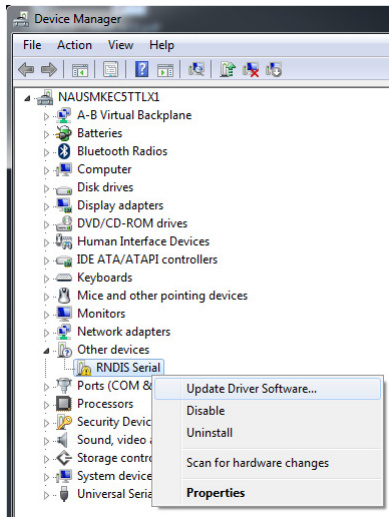 Device Manager
File Action View Help
NAUSMKEC5TTLX1
A-B Virtual Backplane
Batteries
Bluetooth Radios
Computer
Disk drives
Display adapters
DVD/CD-ROM drives
Human Interface Devices
IDE ATA/ATAPI controllers
Keyboards
Mice and other pointing devices
Monitors
Network adapters
Other devices
RNDIS Serial
Ports (COM &
Processors
Security Devic
Sound, video
Storage contr
System device
Universal Seria
Update Driver Software...
Disable
Uninstall
Scan for hardware changes
Properties